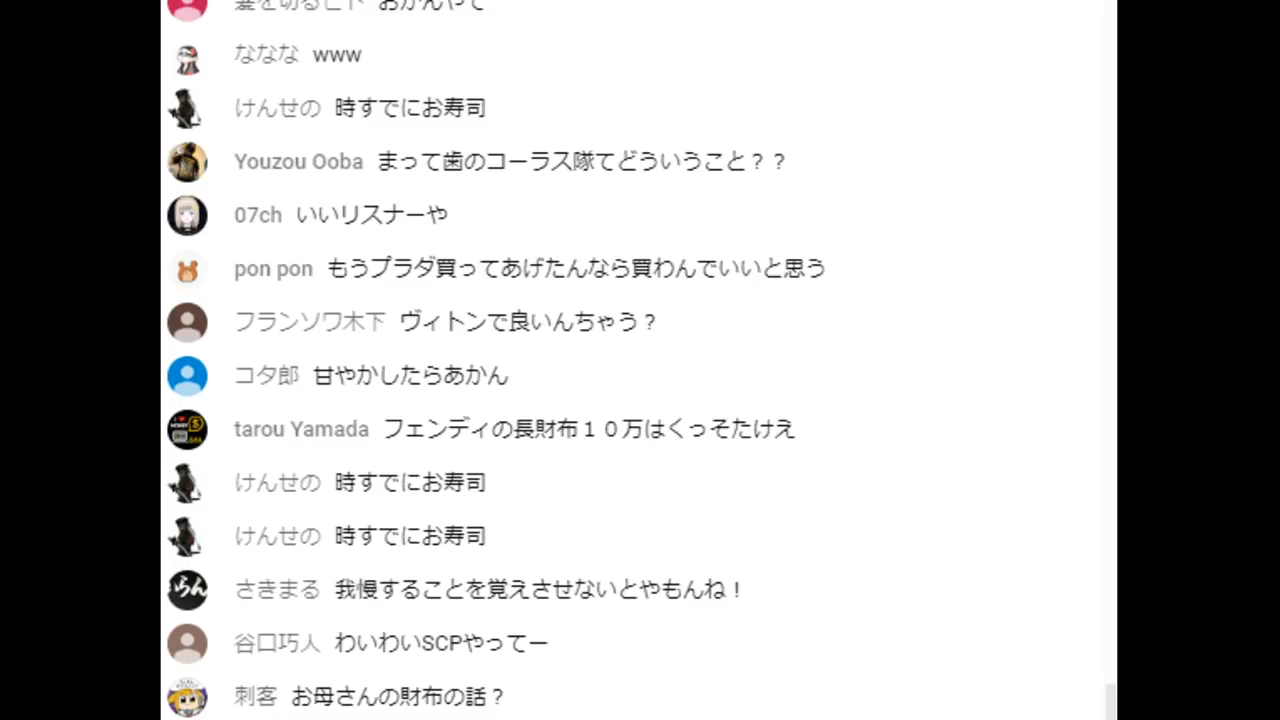 ななな www
けんせの 時すでにお寿司
Youzou Ooba まって歯のコーラス隊てどういうこと？？
07ch いいリスナーや
pon pon もうプラダ買ってあげたんなら買わんでいいと思う
フランソワ木下 ヴィトンで良いんちゃう？
コタ郎 甘やかしたらあかん
tarou Yamada フェンディの長財布１０万はくっそたけえ
けんせの 時すでにお寿司
けんせの 時すでにお寿司
さきまる 我慢することを覚えさせないとやもんね！
谷口巧人 わいわいSCPやってー
刺客 お母さんの財布の話？